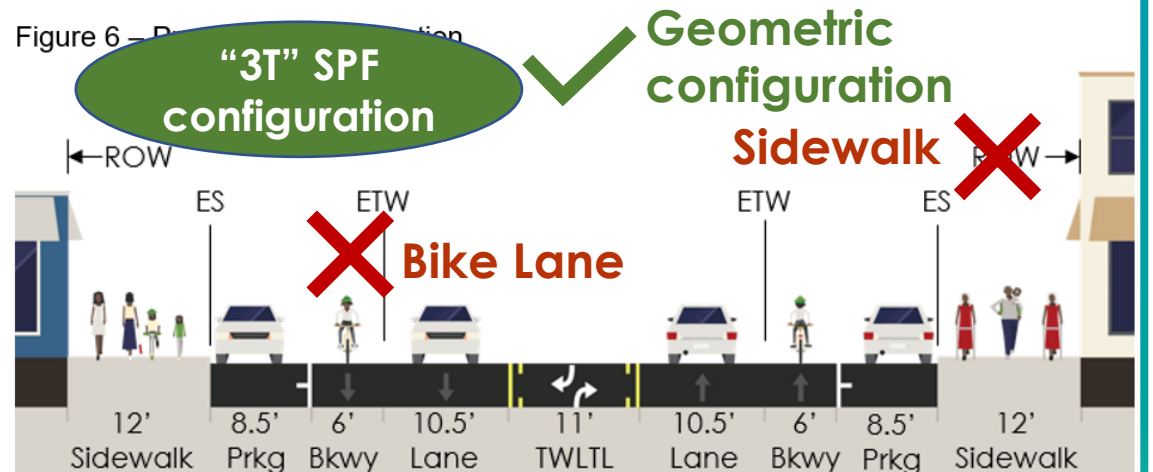 Figure 6 –
“3T” SPF
configuration
Geometric
configuration
Sidewalk
ROW
ROW
ES
ETW
ETW
ES
Bike Lane
12’ 8.5’ 6’ 10.5’ 11’ 10.5’ 6’ 8.5’ 12’
Sidewalk Prkg Bkwy Lane TWLTL Lane Bkwy Prkg Sidewalk